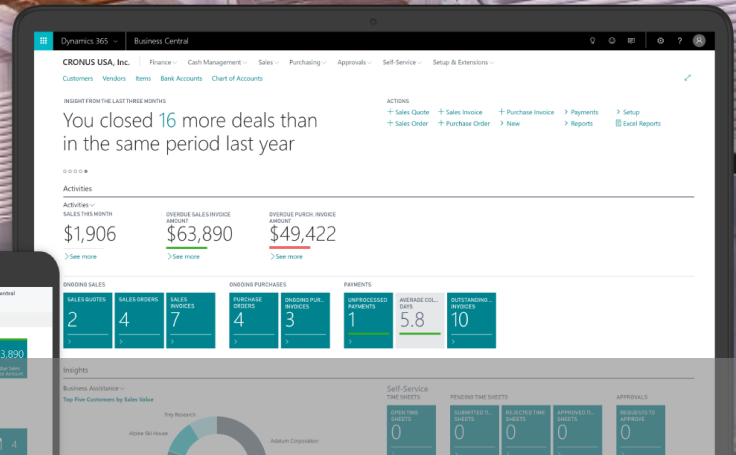 Dynamics 365
Business Central
?
CRONUS USA, Inc.
Finance
Cash Management
Sales
Purchasing
Approvals
Self-Service
Setup & Extensions
Customers
Vendors
Items
Bank Accounts
Chart of Accounts
INSIGHT FROM THE LAST THREE MONTHS
You closed 16 more deals than
in the same period last year
ACTIONS
+ Sales Quote
+ Sales Invoice
+ Purchase Invoice
> Payments
> Setup
+ Sales Order
+ Purchase Order
> New
> Reports
Excel Reports
Activities
Activities
SALES THIS MONTH
$1,906
>See more
OVERDUE SALES INVOICE
AMOUNT
$63,890
>See more
OVERDUE PURCH. INVOICE
AMOUNT
$49,422
>See more
ONGOING SALES
SALES QUOTES
2
SALES ORDERS
4
SALES
INVOICES
7
ONGOING PURCHASES
PURCHASE
ORDERS
4
ONGOING PUR...
INVOICES
3
PAYMENTS
UNPROCESSED
PAYMENTS
1
AVERAGE COL...
DAYS
5.8
OUTSTANDING...
INVOICES
10
Insights
Business Assistance
Top Five Customers by Sales Value
Trey Research
Alpine Ski House
Adatum Corporation
Self-Service
TIME SHEETS
OPEN TIME
SHEETS
0
PENDING TIME SHEETS
SUBMITTED TI...
SHEETS
0
REJECTED TIME
SHEETS
0
APPROVED TI...
SHEETS
0
APPROVALS
REQUESTS TO
APPROVE
0
entral
3,890
4